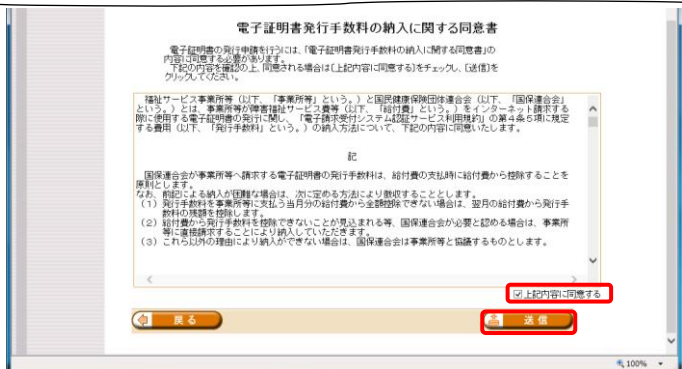 電子証明書発行手数料の納入に関する同意書
電子証明書の発行申請を行うには、「電子証明書発行手数料の納入に関する同意書」の
内容に同意する必要があります。
下記の内容を確認の上、同意される場合は［上記内容に同意する］をチェックし、［送信］を
クリックしてください。
福祉サービス事業所等（以下、「事業所等」という。）と国民健康保険団体連合会（以下、「国保連合会」
という。）とは、事業所等が障害福祉サービス費等（以下、「給付費」という。）をインターネット請求する
際に使用する電子証明書の発行に関し、「電子請求受付システム認証サービス利用規約」の第４条５項に規定
する費用（以下、「発行手数料」という。）の納入方法について、下記の内容に同意いたします。
記
国保連合会が事業所等へ請求する電子証明書の発行手数料は、給付費の支払時に給付費から控除することを
原則とします。
なお、前記による納入が困難な場合は、次に定める方法により徴収することとします。
（１）発行手数料を事業所等に支払う当月分の給付費から全額控除できない場合は、翌月の給付費から発行手
数料の残額を控除します。
（２）給付費から発行手数料を控除できないことが見込まれる等、国保連合会が必要と認める場合は、事業所
等に直接請求することにより納入していただきます。
（３）これら以外の理由により納入ができない場合は、国保連合会は事業所等と協議するものとします。
上記内容に同意する
戻る
送信
100%